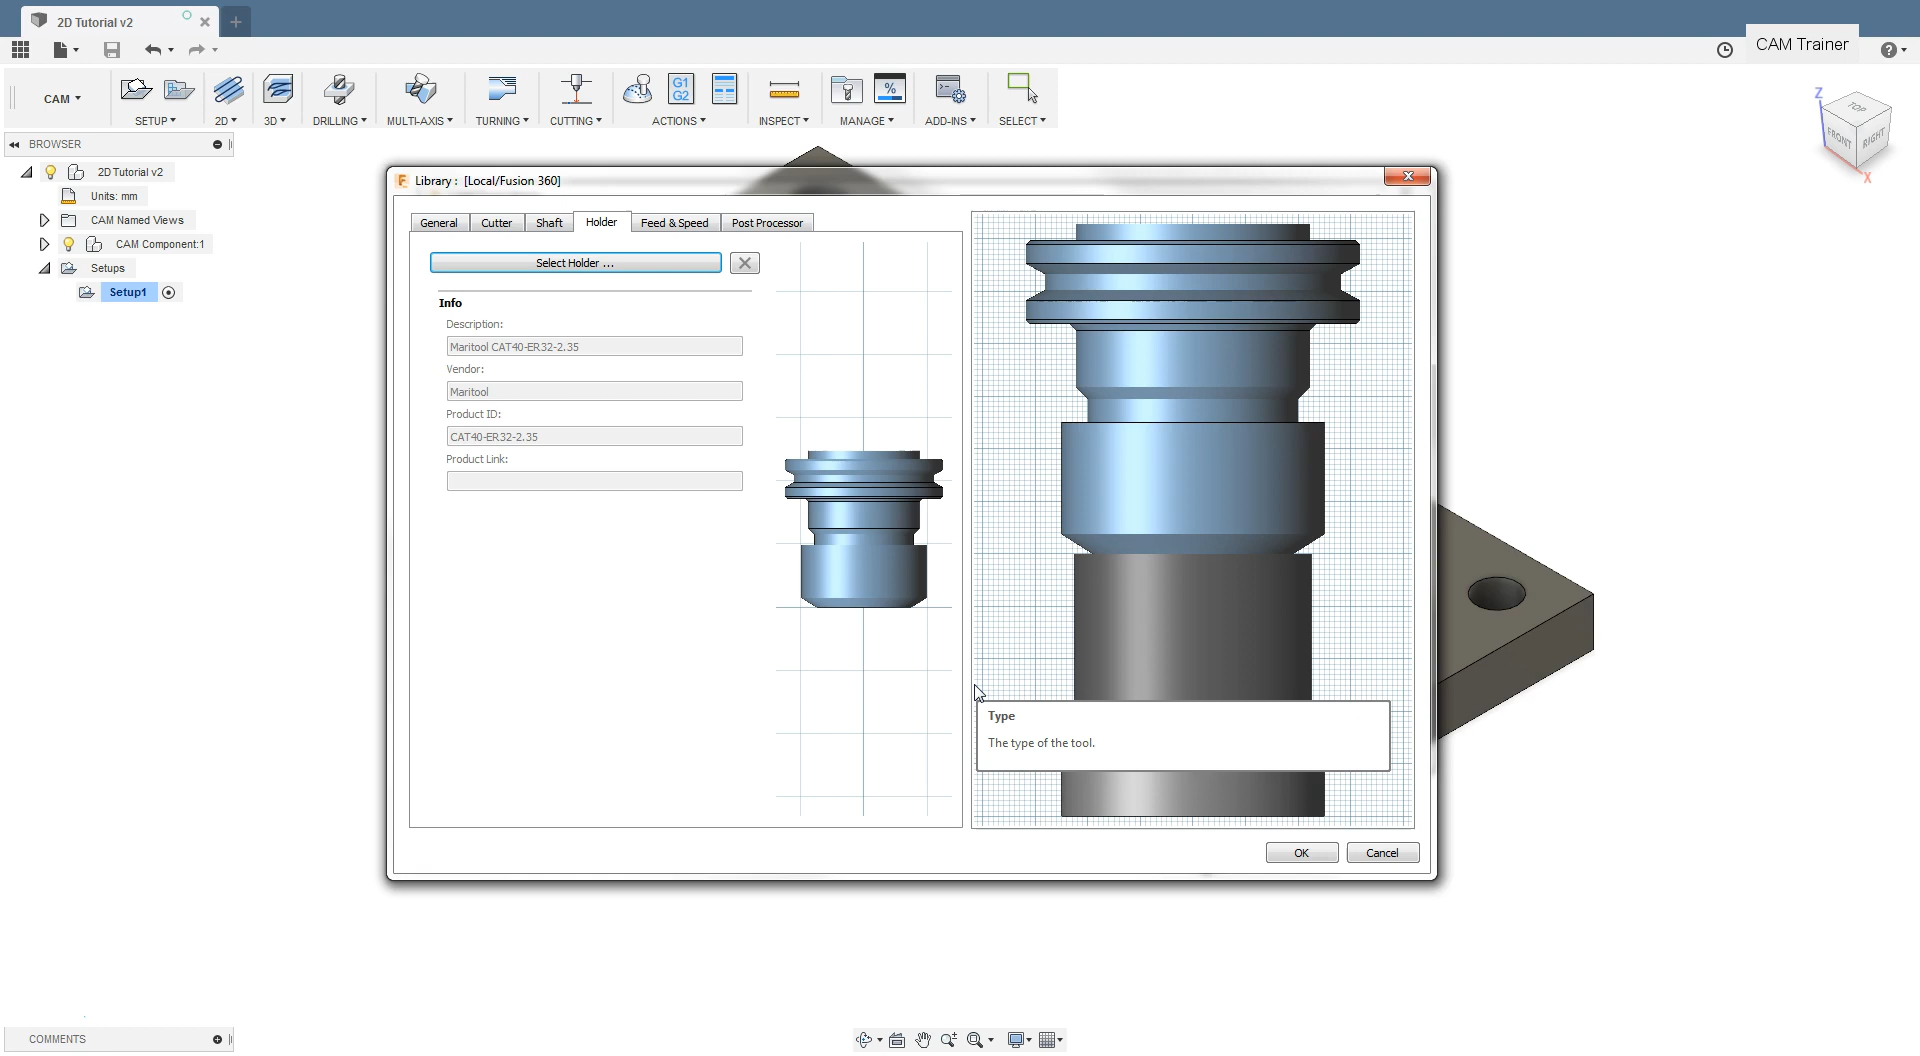 2D Tutorial v2
CAM Trainer
CAM
SETUP
2D
3D
DRILLING
MULTI-AXIS
TURNING
CUTTING
G1
G2
ACTIONS
INSPECT
%
MANAGE
ADD-INS
SELECT
Z
TOP
FRONT
RIGHT
X
BROWSER
2D Tutorial v2
Units: mm
CAM Named Views
CAM Component:1
Setups
Setup1
Library : [Local/Fusion 360]
General
Cutter
Shaft
Holder
Feed & Speed
Post Processor
Select Holder ...
Info
Description:
Maritool CAT40-ER32-2.35
Vendor:
Maritool
Product ID:
CAT40-ER32-2.35
Product Link:
Type
The type of the tool.
OK
Cancel
COMMENTS